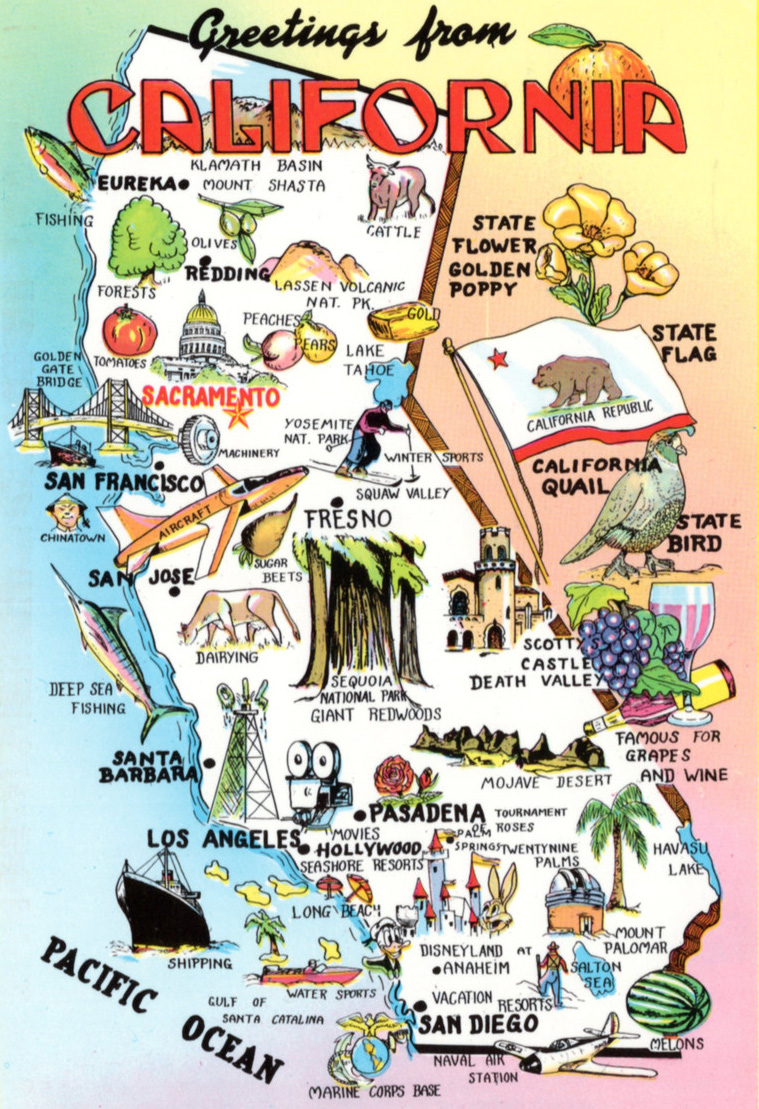 Greetings from
CALIFORNIA
KLAMATH BASIN
EUREKA
MOUNT SHASTA
FISHING
CATTLE
OLIVES
REDDING
FORESTS
LASSEN VOLCANIC
NAT. PK.
STATE
FLOWER
GOLDEN
POPPY
GOLD
PEACHES
PEARS
LAKE
TAHOE
TOMATOES
GOLDEN
GATE
BRIDGE
SACRAMENTO
STATE
FLAG
CALIFORNIA REPUBLIC
YOSEMITE
NAT. PARK
MACHINERY
WINTER SPORTS
SQUAW VALLEY
SAN FRANCISCO
CALIFORNIA
QUAIL
STATE
BIRD
CHINATOWN
AIRCRAFT
FRESNO
SUGAR
BEETS
SAN JOSE
DAIRYING
SCOTTY'S
CASTLE
DEATH VALLEY
SEQUOIA
NATIONAL PARK
GIANT REDWOODS
DEEP SEA
FISHING
FAMOUS FOR
GRAPES
AND WINE
SANTA
BARBARA
MOJAVE DESERT
PASADENA
TOURNAMENT
OF ROSES
LOS ANGELES
MOVIES
HOLLYWOOD
SEASHORE RESORTS
PALM
SPRINGS
TWENTYNINE
PALMS
HAVASU
LAKE
LONG BEACH
SHIPPING
DISNEYLAND AT
ANAHEIM
MOUNT
PALOMAR
SALTON
SEA
PACIFIC
OCEAN
WATER SPORTS
GULF OF
SANTA CATALINA
VACATION RESORTS
SAN DIEGO
MELONS
NAVAL AIR
STATION
MARINE CORPS BASE